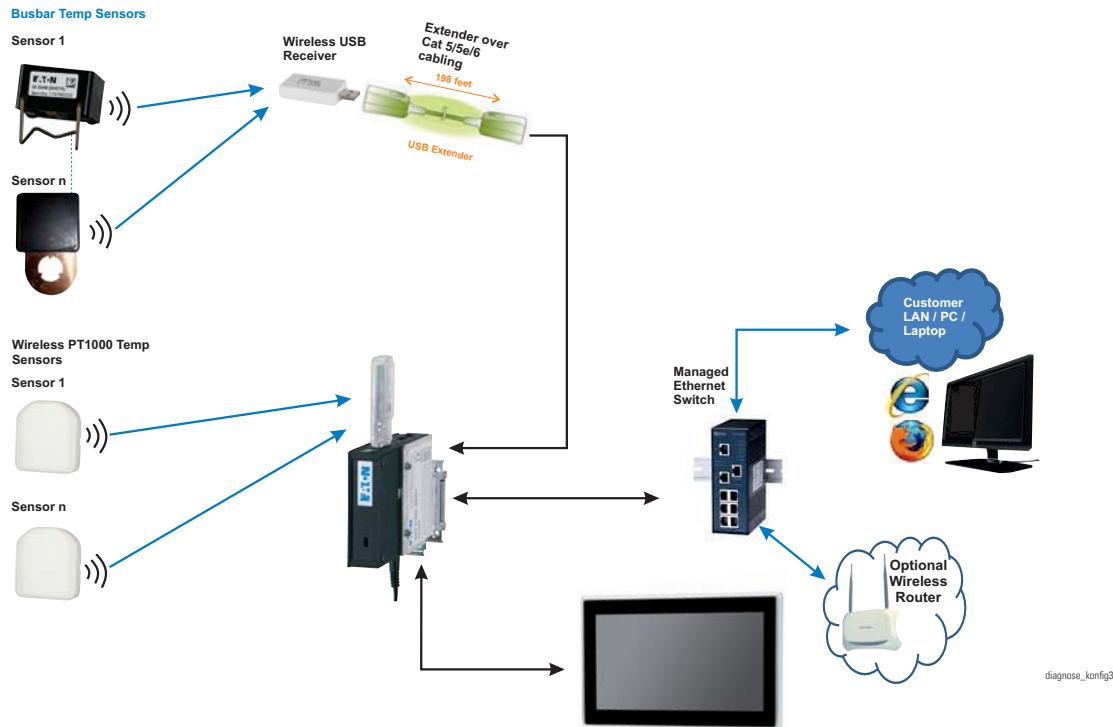 Busbar Temp Sensors
Sensor 1
E·T·N
Wireless USB
Receiver
Extender over
Cat 5/5e/6
cabling
198 feet
USB Extender
Sensor n
Wireless PT1000 Temp
Sensors
Sensor 1
Sensor n
E·T·N
Managed
Ethernet
Switch
Customer
LAN / PC /
Laptop
Optional
Wireless
Router
diagnose_konfig3